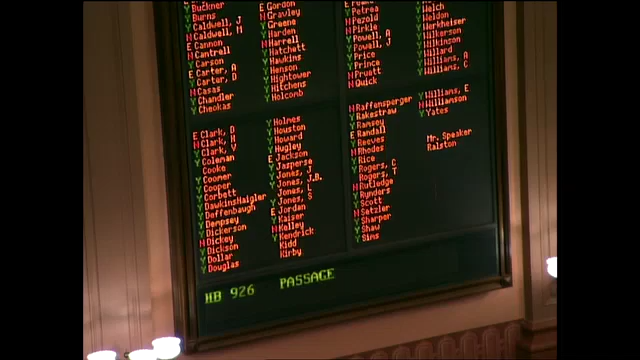 Y Buckner
Y Burns
Y Caldwell, J
N Caldwell, M
E Cannon
N Cantrell
Y Carson
E Carter, A
Y Carter, D
N Casas
Y Chandler
Y Cheokas
E Clark, D
N Clark, H
Y Clark, V
Y Coleman
Cooke
Y Coomer
Y Cooper
Y Corbett
Y DawkinsHaigler
Y Deffenbaugh
Y Dempsey
Y Dickerson
N Dickey
Y Dickson
Y Dollar
Y Douglas
E Gordon
N Gravley
Greene
Y Harden
N Harrell
Y Hatchett
Y Hawkins
Y Henson
Y Hightower
Y Hitchens
Y Holcomb
Y Holmes
Y Houston
Y Howard
Y Hugley
E Jackson
Y Jasperse
Y Jones, J
Y Jones, J.B.
Jones, L
Y Jones, S
E Jordan
Y Kaiser
N Kelley
Y Kendrick
Kidd
Kirby
Petrea
N Pezold
N Pirkle
Y Powell, A
Y Powell, J
Y Price
Y Prince
N Pruett
N Quick
N Raffensperger
Y Rakestraw
Y Ramsey
E Randall
Y Reeves
N Rhodes
Y Rice
Y Rogers, C
Rogers, T
N Rutledge
Y Rynders
Y Scott
N Setzler
Y Sharper
Y Shaw
Y Sims
Welch
Y Weldon
Y Werkheiser
Y Wilkerson
Y Wilkinson
Y Willard
Y Williams, A
Y Williams, C
Y Williams, E
N Williamson
Y Yates
Mr. Speaker
Ralston
HB 926 PASSAGE